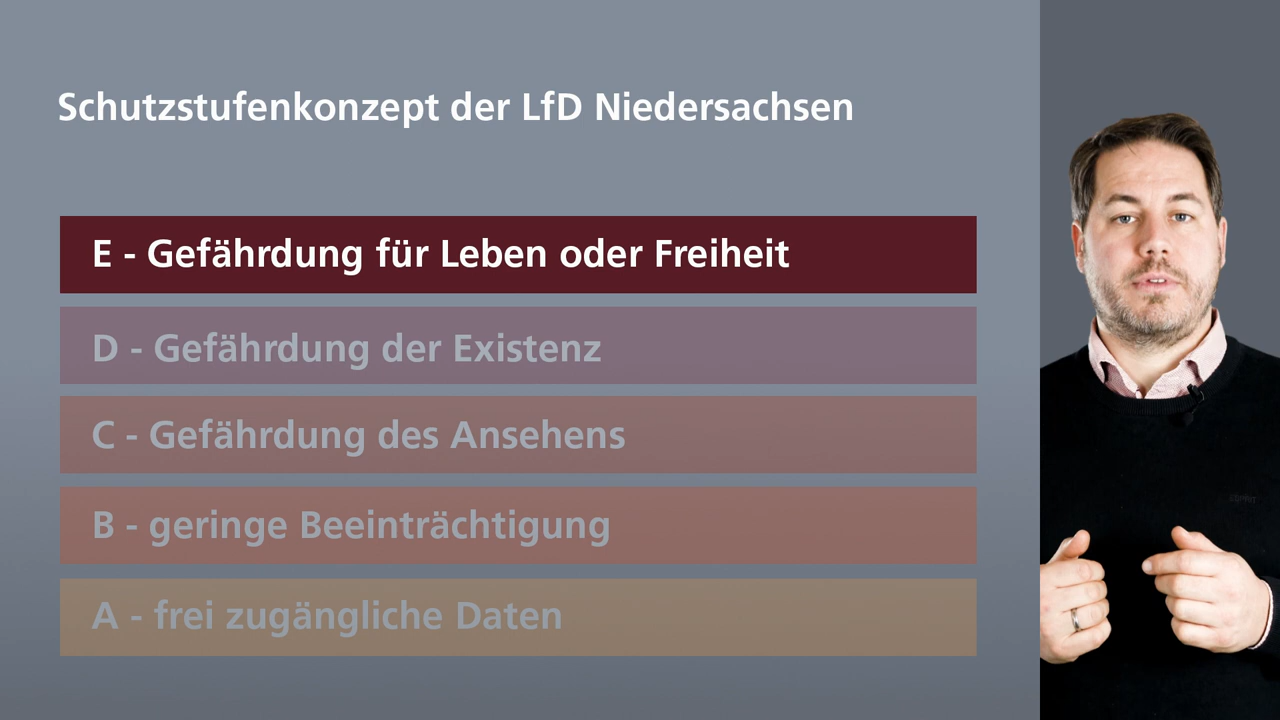 Schutzstufenkonzept der LfD Niedersachsen
E - Gefährdung für Leben oder Freiheit
D - Gefährdung der Existenz
C - Gefährdung des Ansehens
B - geringe Beeinträchtigung
A - frei zugängliche Daten